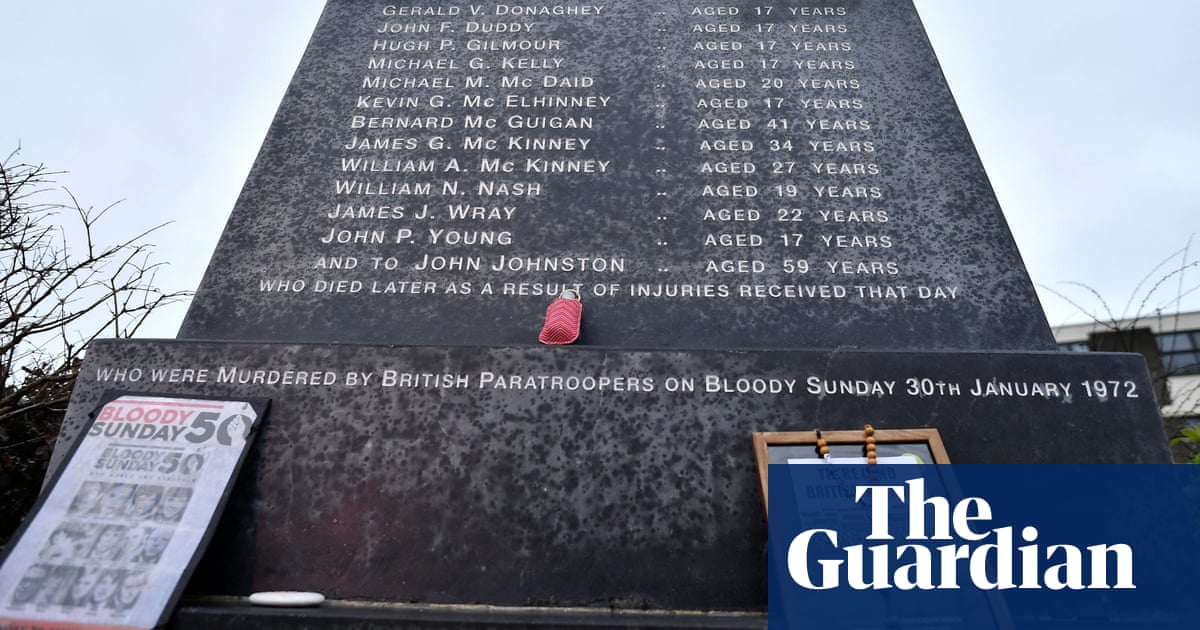 GERALD V. DONAGHEY .. AGED 17 YEARS
JOHN F. DUDDY .. AGED 17 YEARS
HUGH P. GILMOUR .. AGED 17 YEARS
MICHAEL G. KELLY .. AGED 17 YEARS
MICHAEL M. Mc DAID .. AGED 20 YEARS
KEVIN G. Mc ELHINNEY .. AGED 17 YEARS
BERNARD Mc GUIGAN .. AGED 41 YEARS
JAMES G. Mc KINNEY .. AGED 34 YEARS
WILLIAM A. Mc KINNEY .. AGED 27 YEARS
WILLIAM N. NASH .. AGED 19 YEARS
JAMES J. WRAY .. AGED 22 YEARS
JOHN P. YOUNG .. AGED 17 YEARS
AND TO JOHN JOHNSTON .. AGED 59 YEARS
WHO DIED LATER AS A RESULT OF INJURIES RECEIVED THAT DAY
WHO WERE MURDERED BY BRITISH PARATROOPERS ON BLOODY SUNDAY 30TH JANUARY 1972
BLOODY
SUNDAY 50
BLOODY
SUNDAY 50
The
Guardian